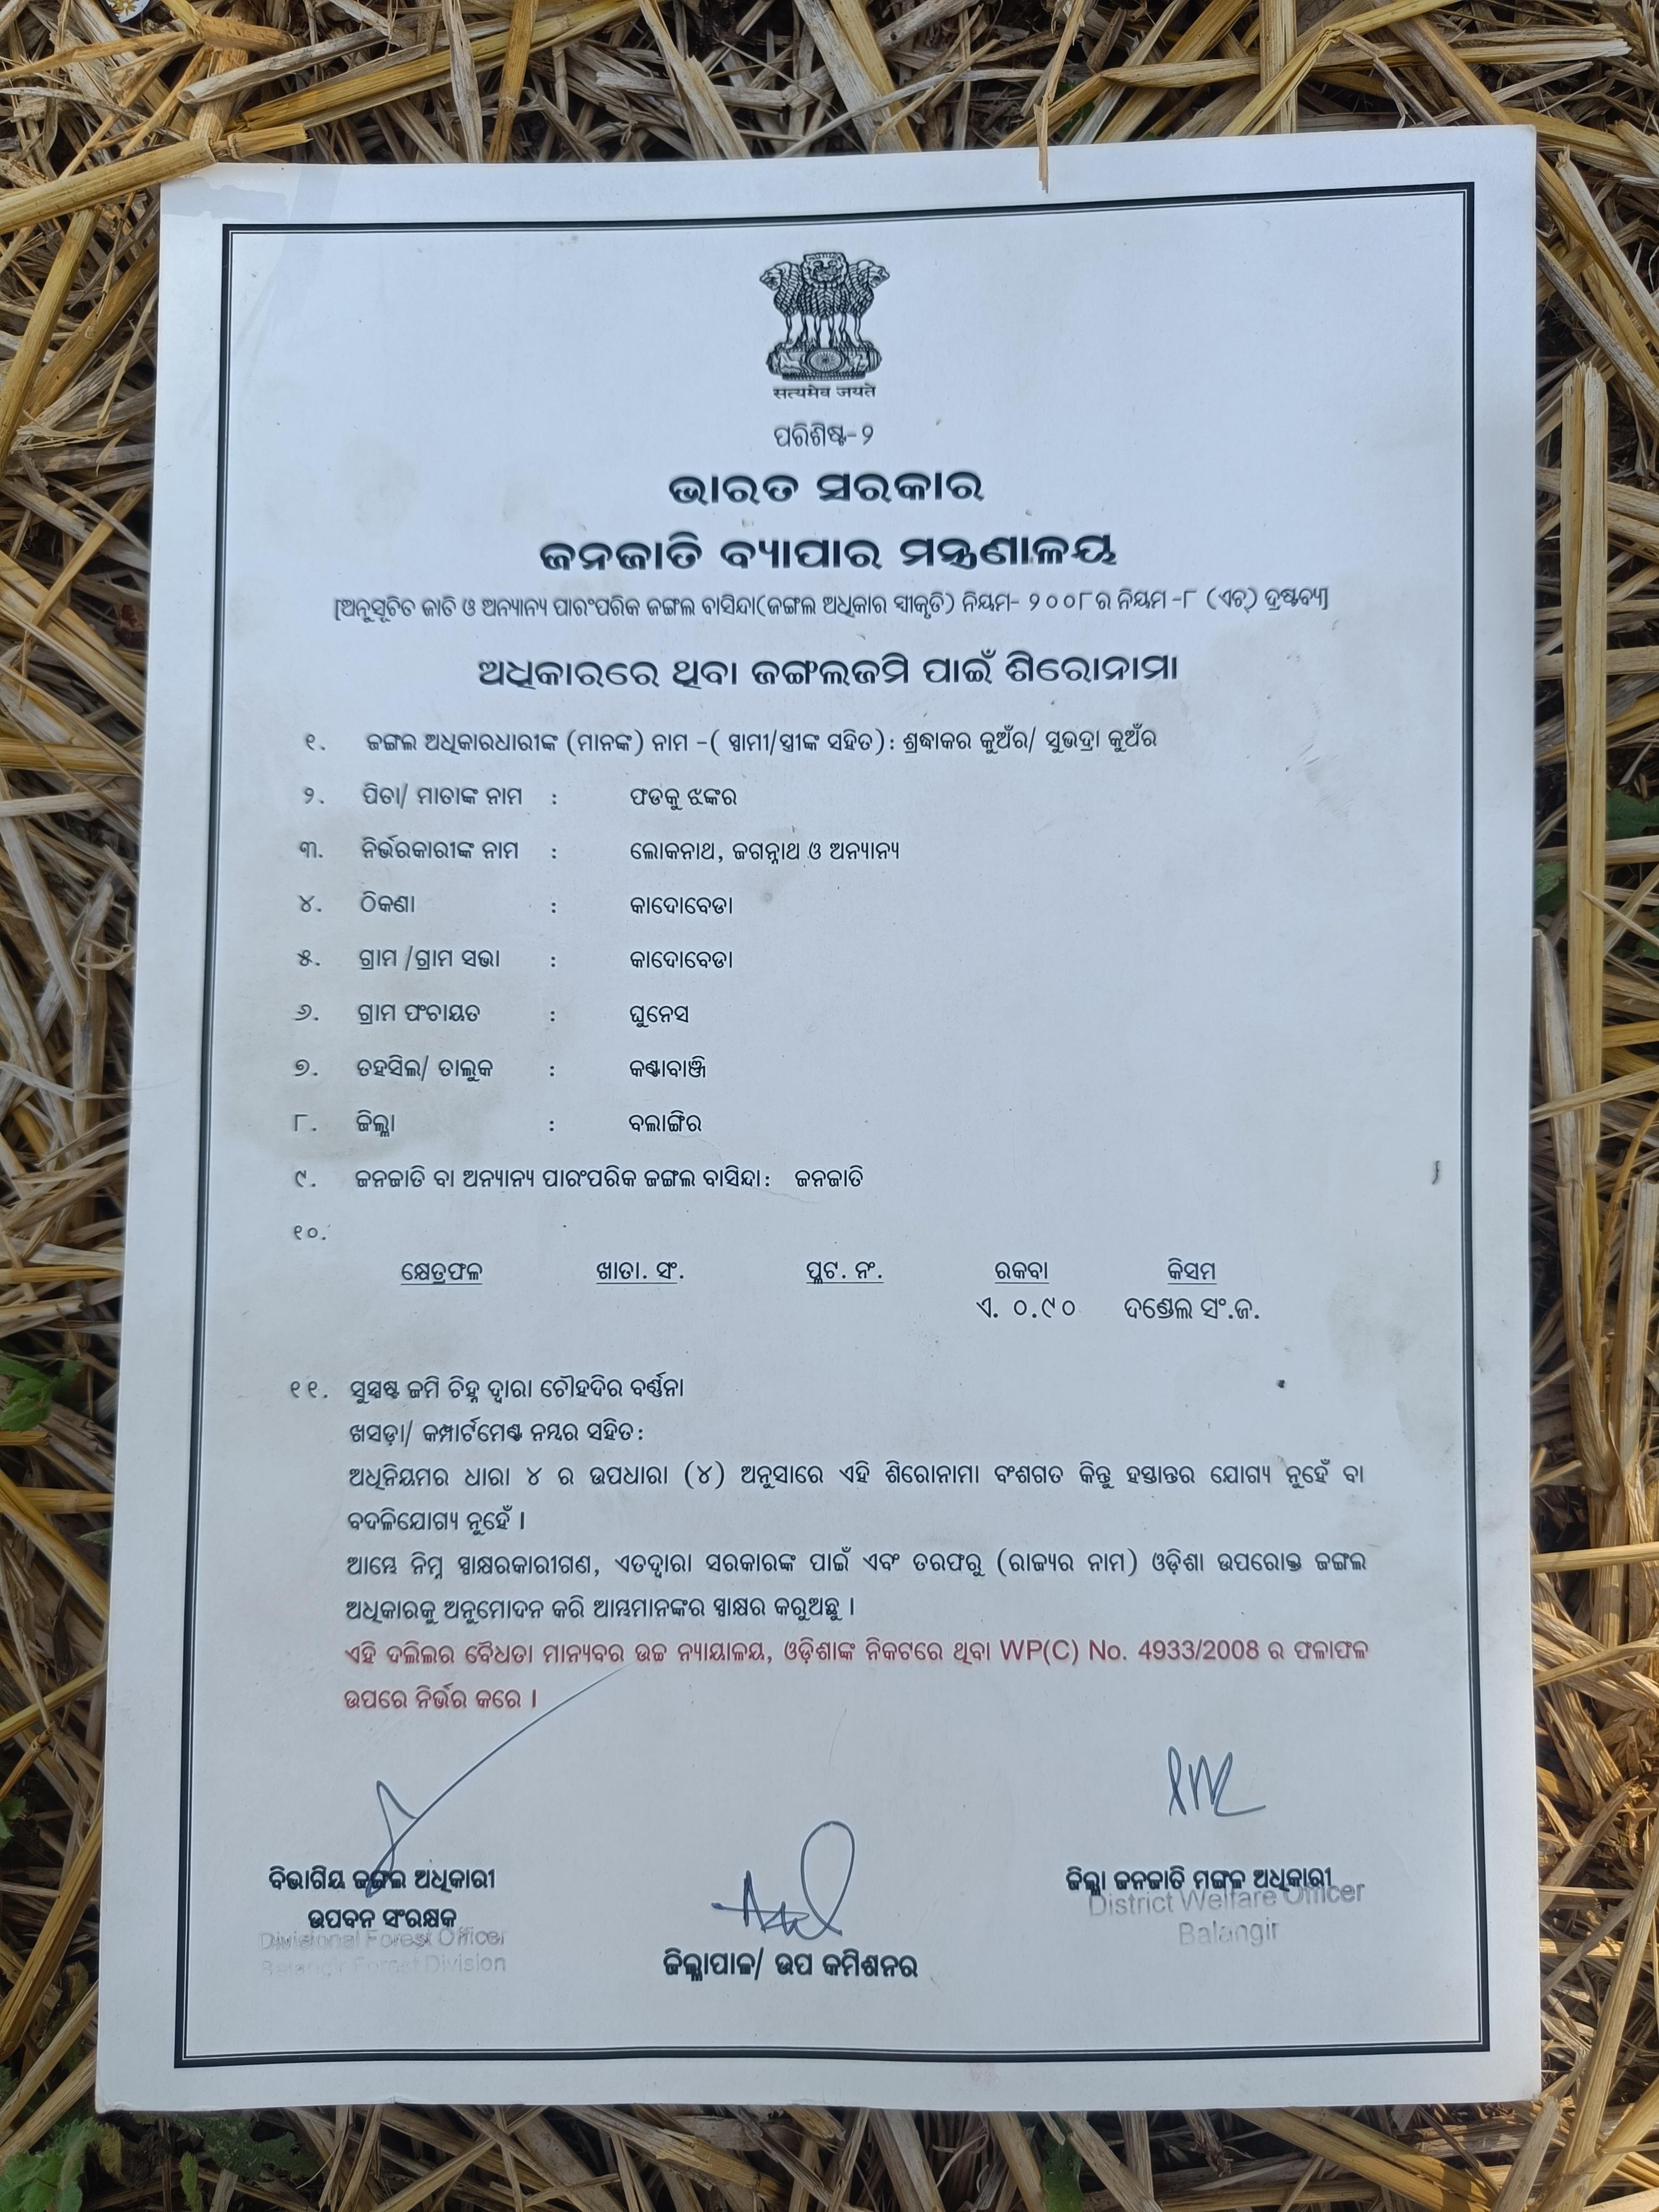 सत्यमेव जयते
ପରିଶିଷ୍ଟ-୨
ଭାରତ ସରକାର
ଜନଜାତି ବ୍ୟାପାର ମନ୍ତ୍ରଣାଳୟ
[ଅନୁସୂଚିତ ଜାତି ଓ ଅନ୍ୟାନ୍ୟ ପାରଂପରିକ ଜଙ୍ଗଲ ବାସିନ୍ଦା(ଜଙ୍ଗଲ ଅଧିକାର ସ୍ୱୀକୃତି) ନିୟମ- ୨୦୦୮ର ନିୟମ -୮ (ଏଚ୍) ଦ୍ରଷ୍ଟବ୍ୟ]
ଅଧିକାରରେ ଥିବା ଜଙ୍ଗଲଜମି ପାଇଁ ଶିରୋନାମା
୧. ଜଙ୍ଗଲ ଅଧିକାରଧାରୀଙ୍କ (ମାନଙ୍କ) ନାମ -( ସ୍ୱାମୀ/ସ୍ତ୍ରୀଙ୍କ ସହିତ): ଶ୍ରଦ୍ଧାକର କୁଅଁର/ ସୁଭଦ୍ରା କୁଅଁର
୨. ପିତା/ ମାତାଙ୍କ ନାମ : ଫଡକୁ ଝଙ୍କର
୩. ନିର୍ଭରକାରୀଙ୍କ ନାମ : ଲୋକନାଥ, ଜଗନ୍ନାଥ ଓ ଅନ୍ୟାନ୍ୟ
୪. ଠିକଣା : କାଦୋବେଡା
୫. ଗ୍ରାମ /ଗ୍ରାମ ସଭା : କାଦୋବେଡା
୬. ଗ୍ରାମ ପଂଚାୟତ : ଘୁନେସ
୭. ତହସିଲ/ ତାଲୁକ : କଣ୍ଟାବାଞ୍ଜି
୮. ଜିଲ୍ଲା : ବଲାଙ୍ଗିର
୯. ଜନଜାତି ବା ଅନ୍ୟାନ୍ୟ ପାରଂପରିକ ଜଙ୍ଗଲ ବାସିନ୍ଦା: ଜନଜାତି
୧୦.
କ୍ଷେତ୍ରଫଳ ଖାତା. ସଂ. ପ୍ଲଟ. ନଂ. ରକବା କିସମ
ଏ. ୦.୯୦ ଦଣ୍ଡେଲ ସଂ.ଜ.
୧୧. ସୁସ୍ପଷ୍ଟ ଜମି ଚିହ୍ନ ଦ୍ୱାରା ଚୌହଦିର ବର୍ଣ୍ଣନା
ଖସଡ଼ା/ କମ୍ପାର୍ଟମେଣ୍ଟ ନମ୍ବର ସହିତ:
ଅଧିନିୟମର ଧାରା ୪ ର ଉପଧାରା (୪) ଅନୁସାରେ ଏହି ଶିରୋନାମା ବଂଶଗତ କିନ୍ତୁ ହସ୍ତାନ୍ତର ଯୋଗ୍ୟ ନୁହେଁ ବା
ବଦଳିଯୋଗ୍ୟ ନୁହେଁ ।
ଆମ୍ଭେ ନିମ୍ନ ସ୍ୱାକ୍ଷରକାରୀଗଣ, ଏତଦ୍ୱାରା ସରକାରଙ୍କ ପାଇଁ ଏବଂ ତରଫରୁ (ରାଜ୍ୟର ନାମ) ଓଡ଼ିଶା ଉପରୋକ୍ତ ଜଙ୍ଗଲ
ଅଧିକାରକୁ ଅନୁମୋଦନ କରି ଆମ୍ଭମାନଙ୍କର ସ୍ୱାକ୍ଷର କରୁଅଛୁ ।
ଏହି ଦଲିଲର ବୈଧତା ମାନ୍ୟବର ଉଚ୍ଚ ନ୍ୟାୟାଳୟ, ଓଡ଼ିଶାଙ୍କ ନିକଟରେ ଥିବା WP(C) No. 4933/2008 ର ଫଳାଫଳ
ଉପରେ ନିର୍ଭର କରେ ।
ବିଭାଗିୟ ଜଙ୍ଗଲ ଅଧିକାରୀ
ଉପବନ ସଂରକ୍ଷକ
Divisional Forest Officer
Balangir Forest Division
ଜିଲ୍ଲାପାଳ/ ଉପ କମିଶନର
ଜିଲ୍ଲା ଜନଜାତି ମଙ୍ଗଳ ଅଧିକାରୀ
District Welfare Officer
Balangir